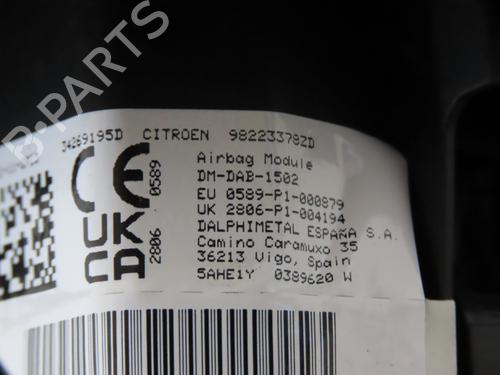 34269195D CITROEN 982233782D
Airbag Module
DM-DAB-1502
EU 0589-P1-000879
UK 2806-P1-004194
DALPHIMETAL ESPAÑA S.A.
Camino Caramuxo 35
36213 Vigo, Spain
5AHE1Y 0389620 W
CE 0589
UK
CA 2806
B-PARTS